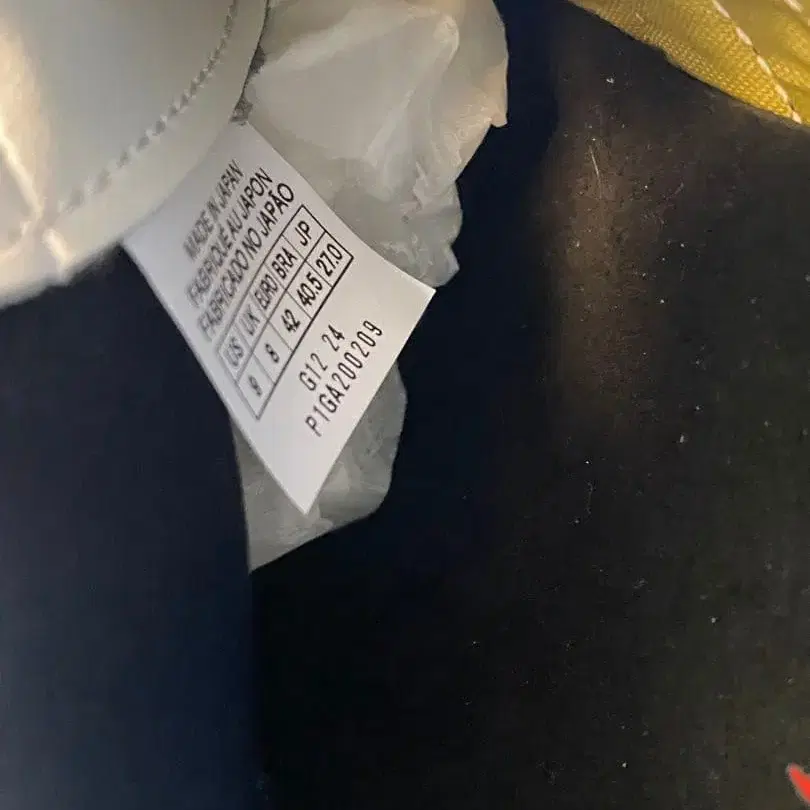 MADE IN JAPAN
FABRIQUÉ AU JAPON
FABRICADO NO JAPÃO
US UK EURO BRA JP
9 8 42 40.5 27.0
G12 24
P1GA200209